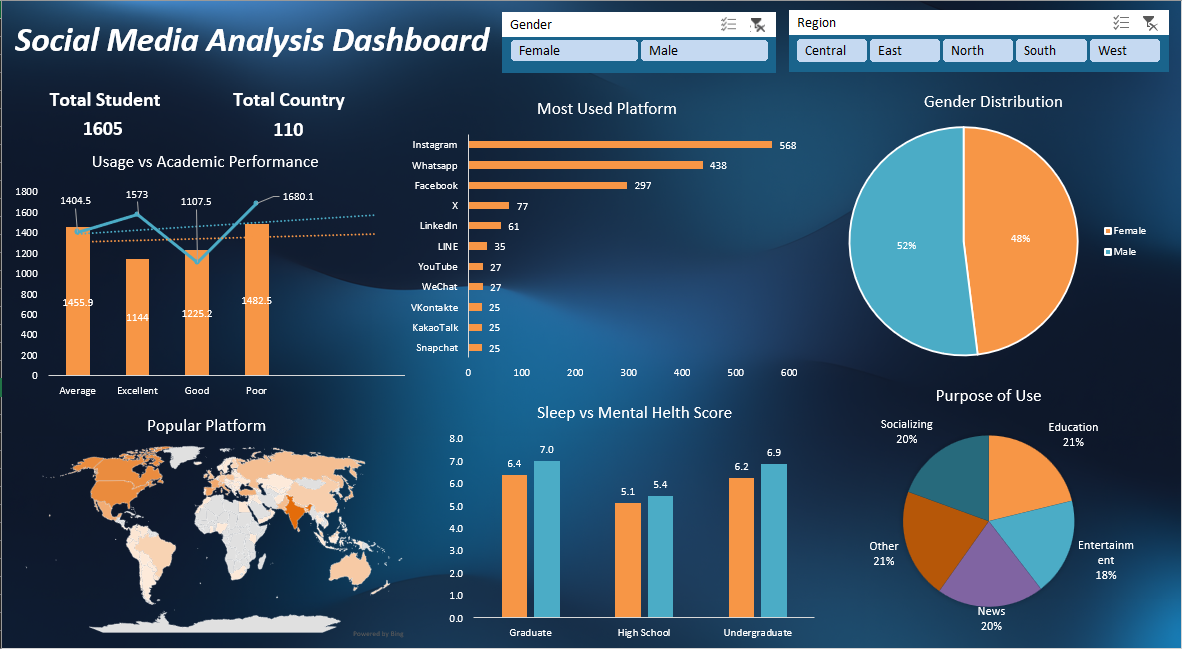 Social Media Analysis Dashboard
Gender
Female
Male
Region
Central
East
North
South
West
Total Student
1605
Total Country
110
Usage vs Academic Performance
1800
1600
1400
1200
1000
800
600
400
200
0
1404.5
1573
1107.5
1680.1
1455.9
1144
1225.2
1482.5
Average
Excellent
Good
Poor
Most Used Platform
Instagram
568
Whatsapp
438
Facebook
297
X
77
LinkedIn
61
LINE
35
YouTube
27
WeChat
27
VKontakte
25
KakaoTalk
25
Snapchat
25
0
100
200
300
400
500
600
Gender Distribution
52%
48%
Female
Male
Popular Platform
Powered by Bing
Sleep vs Mental Helth Score
8.0
7.0
6.0
5.0
4.0
3.0
2.0
1.0
0.0
6.4
7.0
5.1
5.4
6.2
6.9
Graduate
High School
Undergraduate
Purpose of Use
Socializing
20%
Education
21%
Other
21%
Entertainm
ent
18%
News
20%